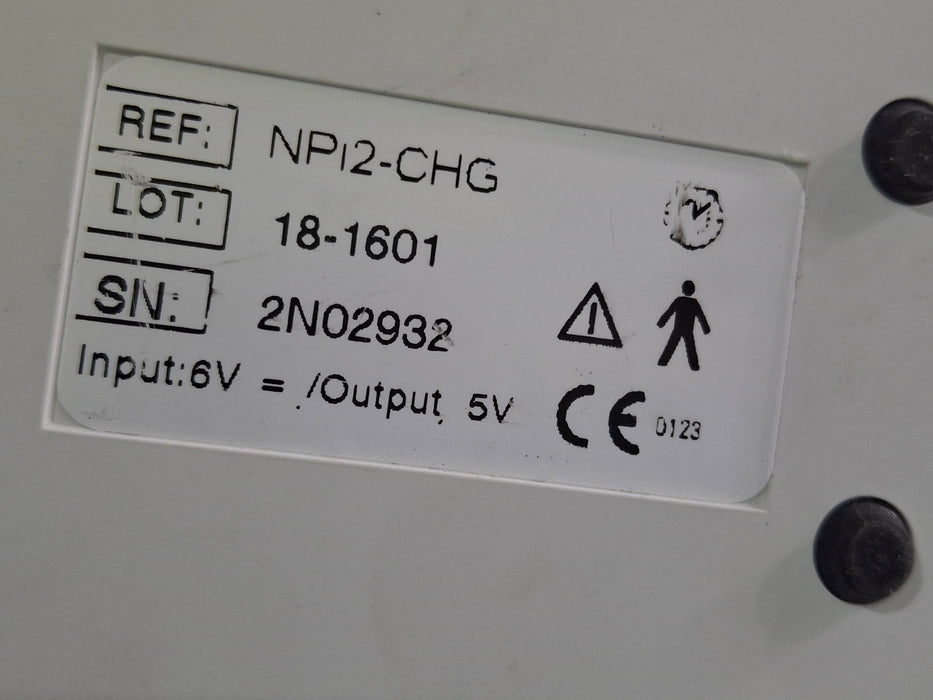 REF: NPi2-CHG
LOT: 18-1601
SN: 2N02932
Input:6V = /Output 5V
CE 0123